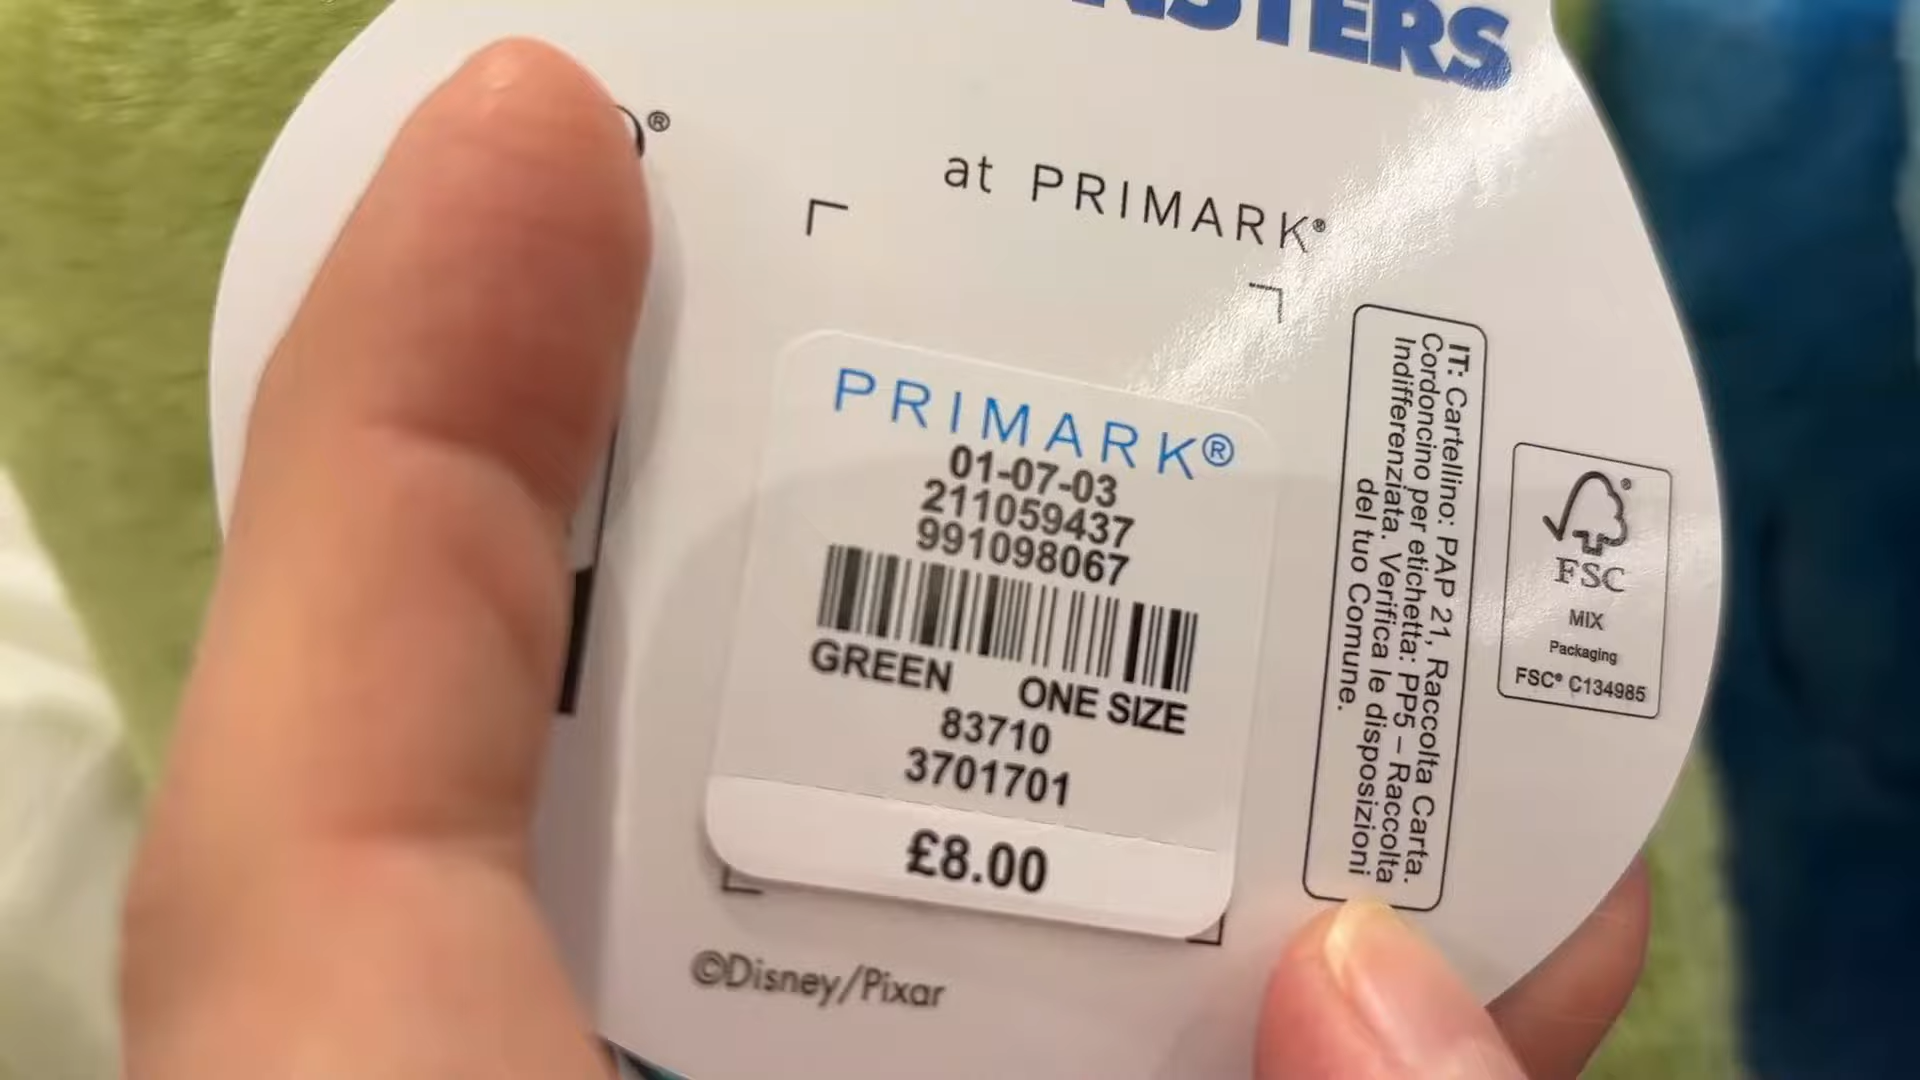 at PRIMARK®
PRIMARK®
01-07-03
211059437
991098067
GREEN ONE SIZE
83710
3701701
£8.00
©Disney/Pixar
IT: Cartellino: PAP 21, Raccolta Carta.
Cordoncino per etichetta: PP5 – Raccolta
Indifferenziata. Verifica le disposizioni
del tuo Comune.
FSC®
MIX
Packaging
FSC® C134985